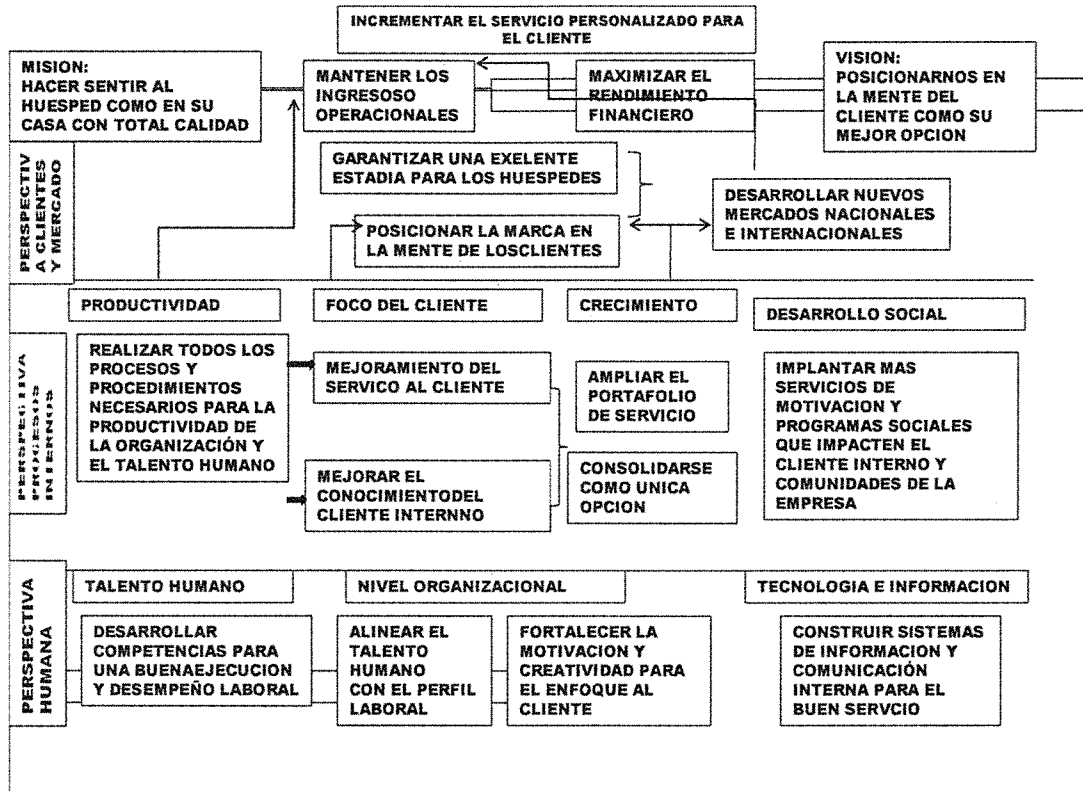 INCREMENTAR EL SERVICIO PERSONALIZADO PARA
EL CLIENTE
MISION:
HACER SENTIR AL
HUESPED COMO EN SU
CASA CON TOTAL CALIDAD
MANTENER LOS
INGRESOSO
OPERACIONALES
MAXIMIZAR EL
RENDIMIENTO
FINANCIERO
VISION:
POSICIONARNOS EN
LA MENTE DEL
CLIENTE COMO SU
MEJOR OPCION
PERSPECTIV
A CLIENTES
Y MERCADO
GARANTIZAR UNA EXELENTE
ESTADIA PARA LOS HUESPEDES
POSICIONAR LA MARCA EN
LA MENTE DE LOSCLIENTES
DESARROLLAR NUEVOS
MERCADOS NACIONALES
E INTERNACIONALES
PRODUCTIVIDAD
FOCO DEL CLIENTE
CRECIMIENTO
DESARROLLO SOCIAL
PERSPECTIVA
PROCESOS
INTERNOS
REALIZAR TODOS LOS
PROCESOS Y
PROCEDIMIENTOS
NECESARIOS PARA LA
PRODUCTIVIDAD DE
LA ORGANIZACIÓN Y
EL TALENTO HUMANO
MEJORAMIENTO DEL
SERVICO AL CLIENTE
MEJORAR EL
CONOCIMIENTODEL
CLIENTE INTERNNO
AMPLIAR EL
PORTAFOLIO
DE SERVICIO
CONSOLIDARSE
COMO UNICA
OPCION
IMPLANTAR MAS
SERVICIOS DE
MOTIVACION Y
PROGRAMAS SOCIALES
QUE IMPACTEN EL
CLIENTE INTERNO Y
COMUNIDADES DE LA
EMPRESA
PERSPECTIVA
HUMANA
TALENTO HUMANO
NIVEL ORGANIZACIONAL
TECNOLOGIA E INFORMACION
DESARROLLAR
COMPETENCIAS PARA
UNA BUENAEJECUCION
Y DESEMPEÑO LABORAL
ALINEAR EL
TALENTO
HUMANO
CON EL PERFIL
LABORAL
FORTALECER LA
MOTIVACION Y
CREATIVIDAD PARA
EL ENFOQUE AL
CLIENTE
CONSTRUIR SISTEMAS
DE INFORMACION Y
COMUNICACIÓN
INTERNA PARA EL
BUEN SERVCIO